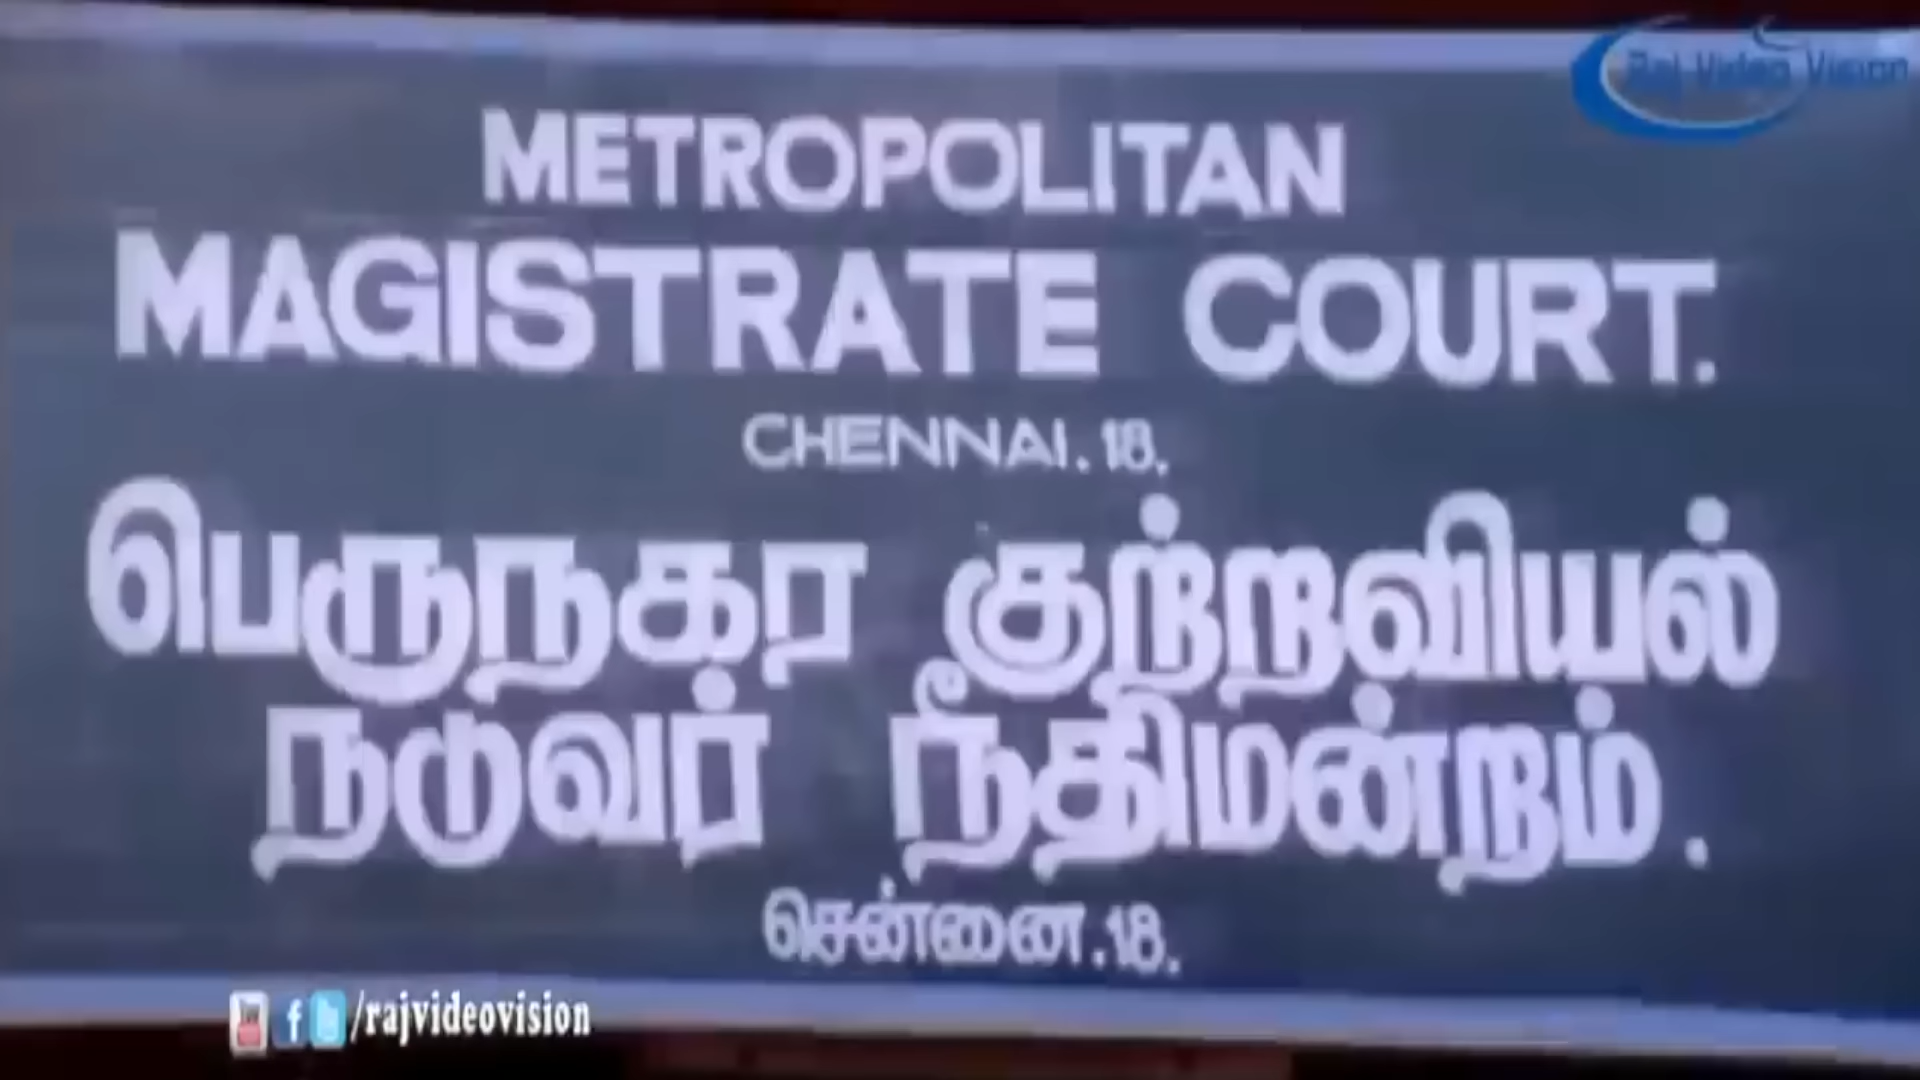 Raj Video Vision
METROPOLITAN
MAGISTRATE COURT.
CHENNAI.18.
பெருநகர குற்றவியல்
நடுவர் நீதிமன்றம்.
சென்னை.18.
/rajvideovision